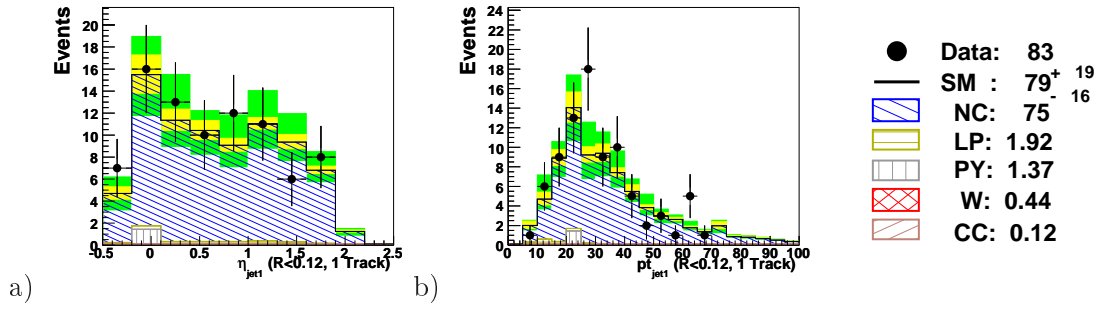 Events
20
18
16
14
12
10
8
6
4
2
0
-0.5 0 0.5 1 1.5 2 2.5
η jet1 (R<0.12, 1 Track)
a)
Events
24
22
20
18
16
14
12
10
8
6
4
2
0
0 10 20 30 40 50 60 70 80 90 100
pt jet1 (R<0.12, 1 Track)
b)
Data: 83
SM : 79 + 19 - 16
NC: 75
LP: 1.92
PY: 1.37
W: 0.44
CC: 0.12